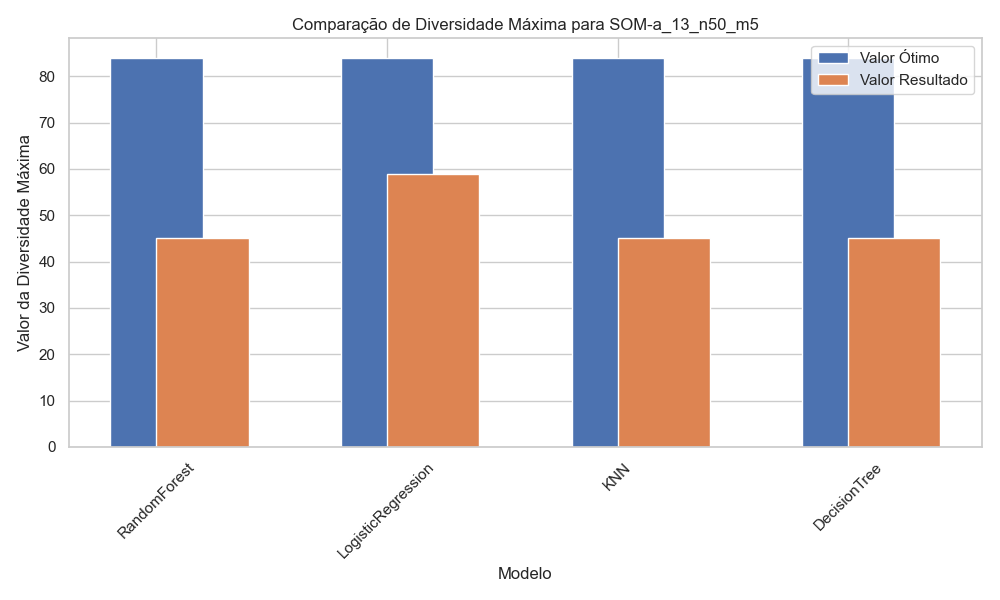 Comparação de Diversidade Máxima para SOM-a_13_n50_m5
Valor Ótimo
Valor Resultado
Valor da Diversidade Máxima
80
70
60
50
40
30
20
10
0
RandomForest
LogisticRegression
KNN
DecisionTree
Modelo